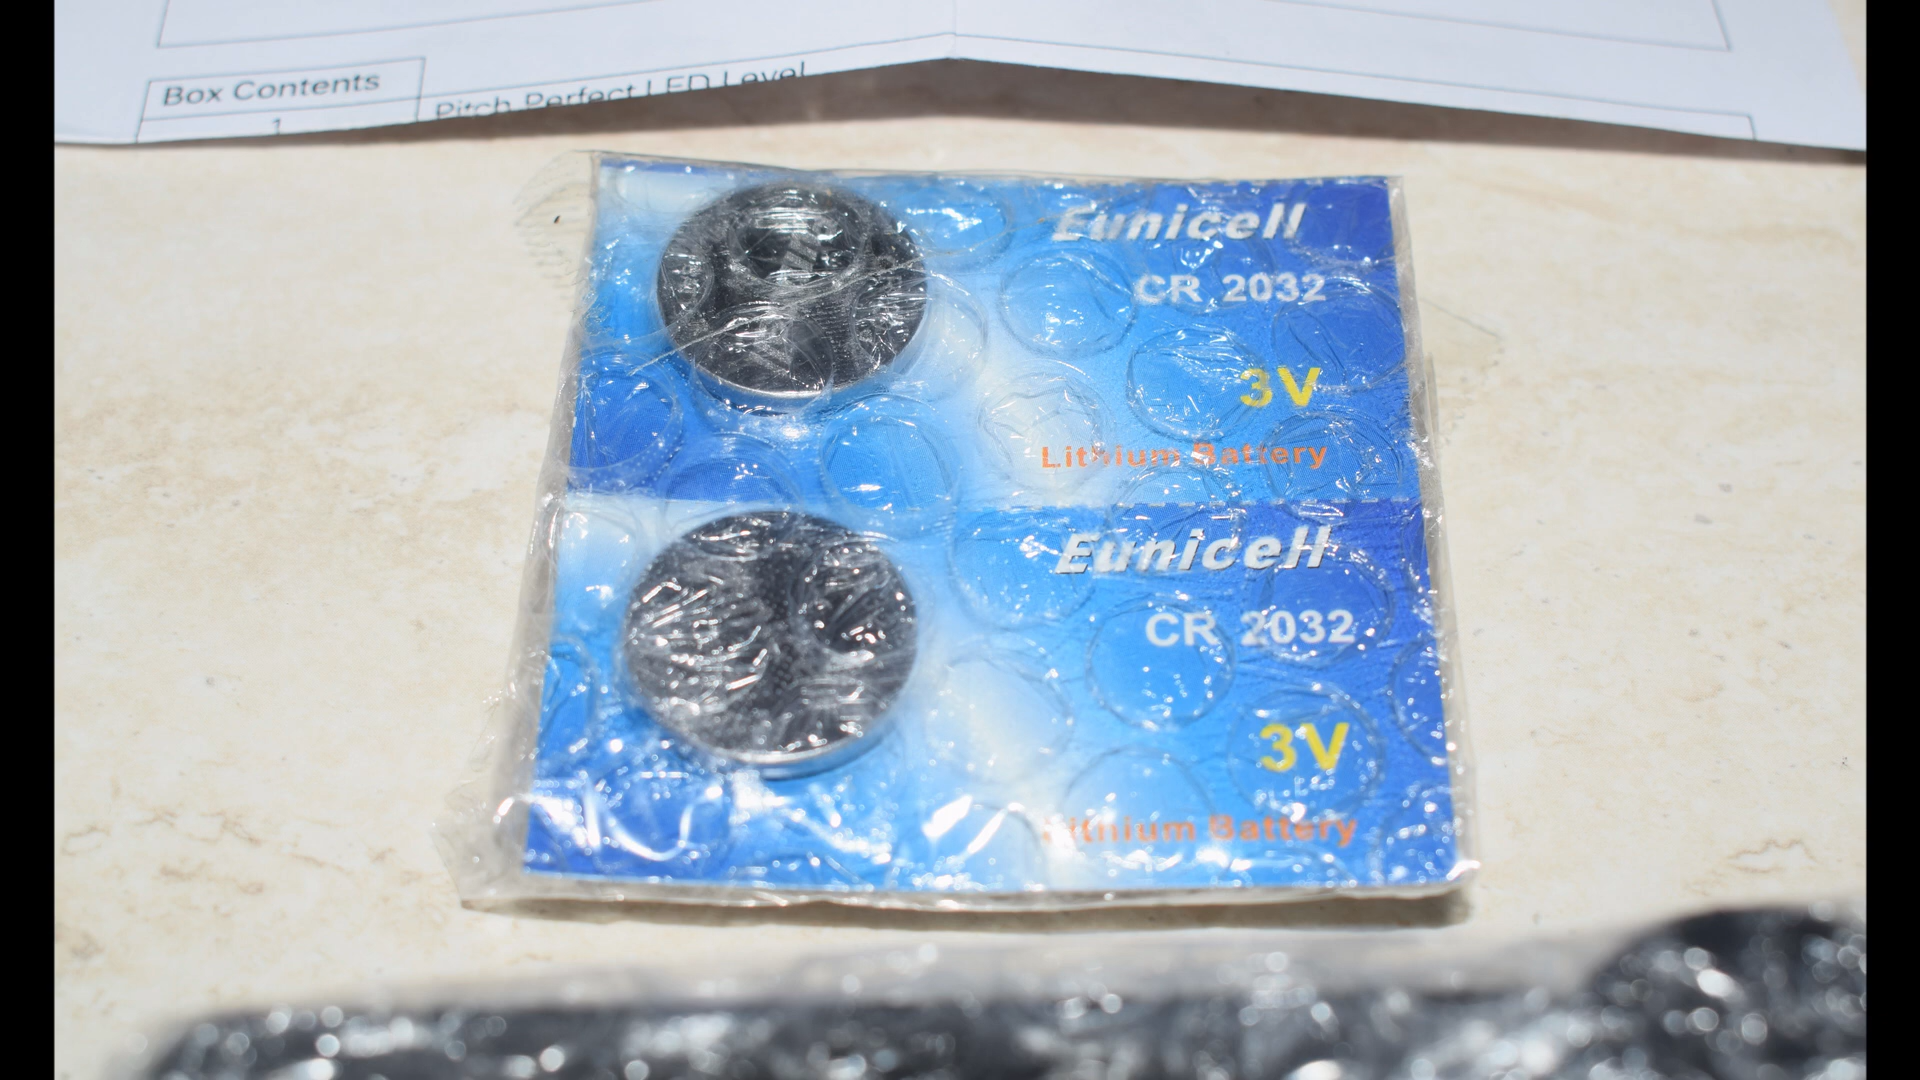 Box Contents
1
Pitch Perfect LED Level
Eunicell
CR 2032
3V
Lithium Battery
Eunicell
CR 2032
3V
Lithium Battery